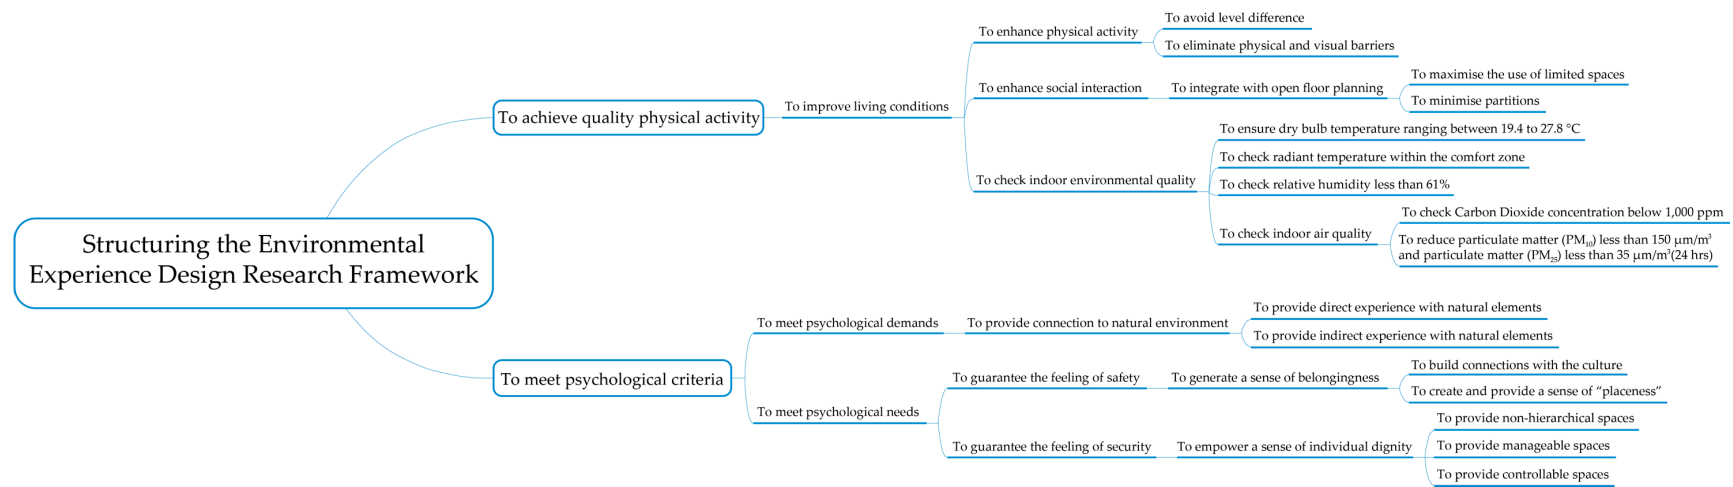 Structuring the Environmental
Experience Design Research Framework
To achieve quality physical activity
To improve living conditions
To enhance physical activity
To avoid level difference
To eliminate physical and visual barriers
To enhance social interaction
To integrate with open floor planning
To maximise the use of limited spaces
To minimise partitions
To check indoor environmental quality
To ensure dry bulb temperature ranging between 19.4 to 27.8 °C
To check radiant temperature within the comfort zone
To check relative humidity less than 61%
To check indoor air quality
To check Carbon Dioxide concentration below 1,000 ppm
To reduce particulate matter (PM₁₀) less than 150 µm/m³
and particulate matter (PM₂₅) less than 35 µm/m³(24 hrs)
To meet psychological criteria
To meet psychological demands
To provide connection to natural environment
To provide direct experience with natural elements
To provide indirect experience with natural elements
To meet psychological needs
To guarantee the feeling of safety
To generate a sense of belongingness
To build connections with the culture
To create and provide a sense of “placeness”
To guarantee the feeling of security
To empower a sense of individual dignity
To provide non-hierarchical spaces
To provide manageable spaces
To provide controllable spaces